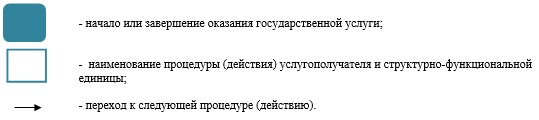 - начало или завершение оказания государственной услуги;
- наименование процедуры (действия) услугополучателя и структурно-функциональной
единицы;
- переход к следующей процедуре (действию).